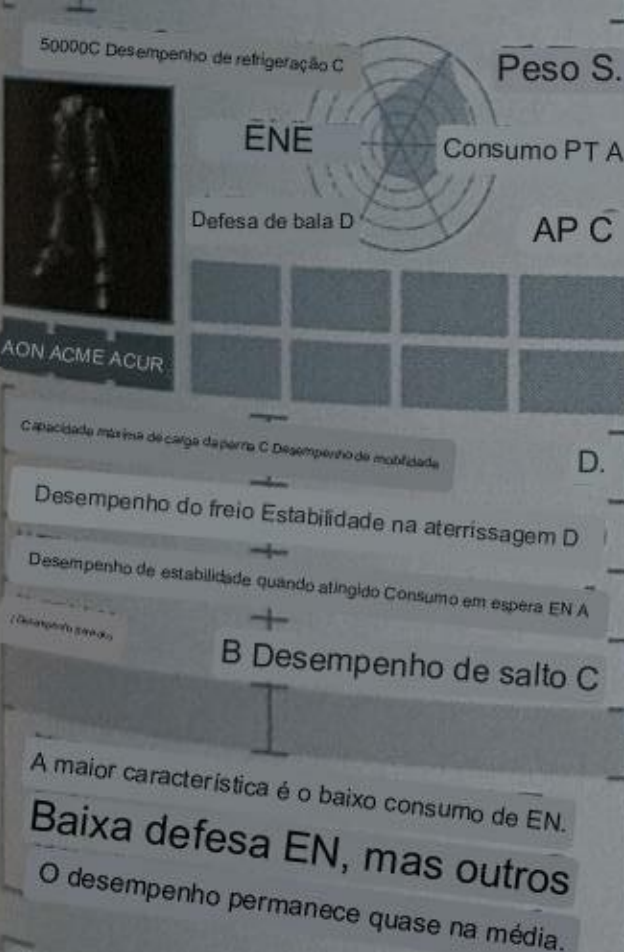 50000C Desempenho de refrigeração C
Peso S.
ENE
Consumo PT A
Defesa de bala D
AP C
AON ACME ACUR
Capacidade máxima de carga da perna C Desempenho de mobilidade
D.
Desempenho do freio Estabilidade na aterrissagem D
Desempenho de estabilidade quando atingido Consumo em espera EN A
B Desempenho de salto C
A maior característica é o baixo consumo de EN.
Baixa defesa EN, mas outros
O desempenho permanece quase na média.